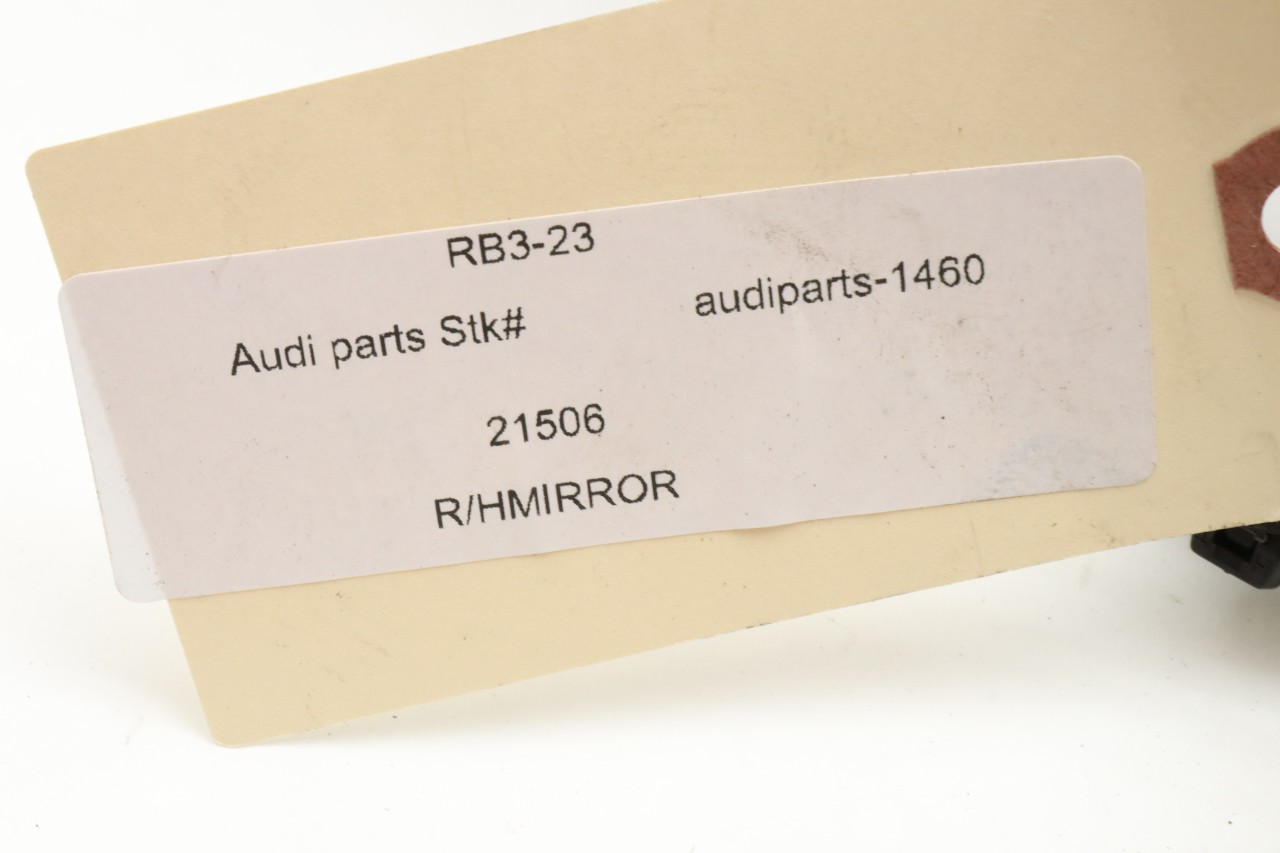 RB3-23
Audi parts Stk# audiparts-1460
21506
R/HMIRROR